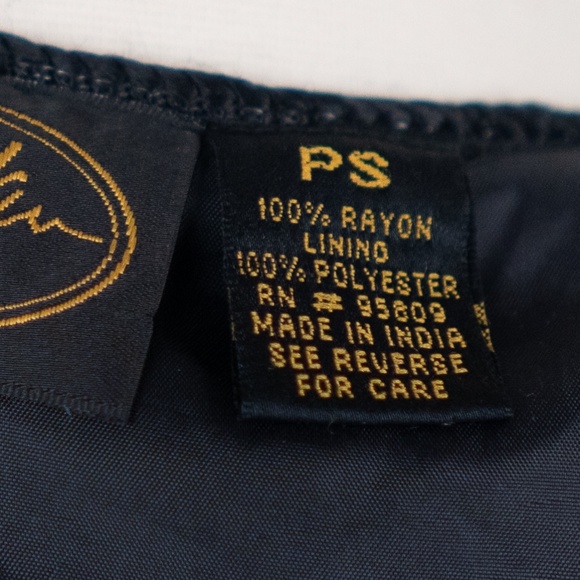 PS
100% RAYON
LINING
100% POLYESTER
RN # 95809
MADE IN INDIA
SEE REVERSE
FOR CARE